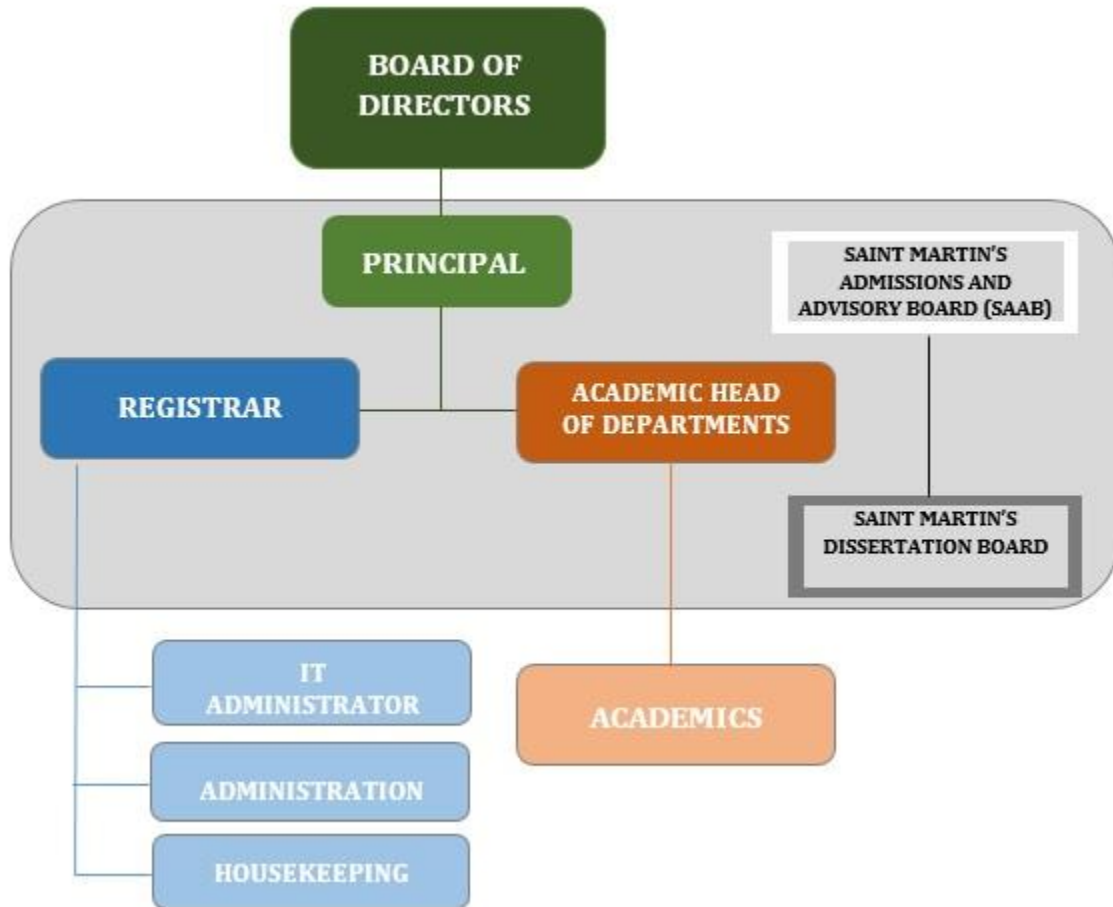 BOARD OF
DIRECTORS
PRINCIPAL
SAINT MARTIN'S
ADMISSIONS AND
ADVISORY BOARD (SAAB)
REGISTRAR
ACADEMIC HEAD
OF DEPARTMENTS
SAINT MARTIN'S
DISSERTATION BOARD
IT
ADMINISTRATOR
ACADEMICS
ADMINISTRATION
HOUSEKEEPING